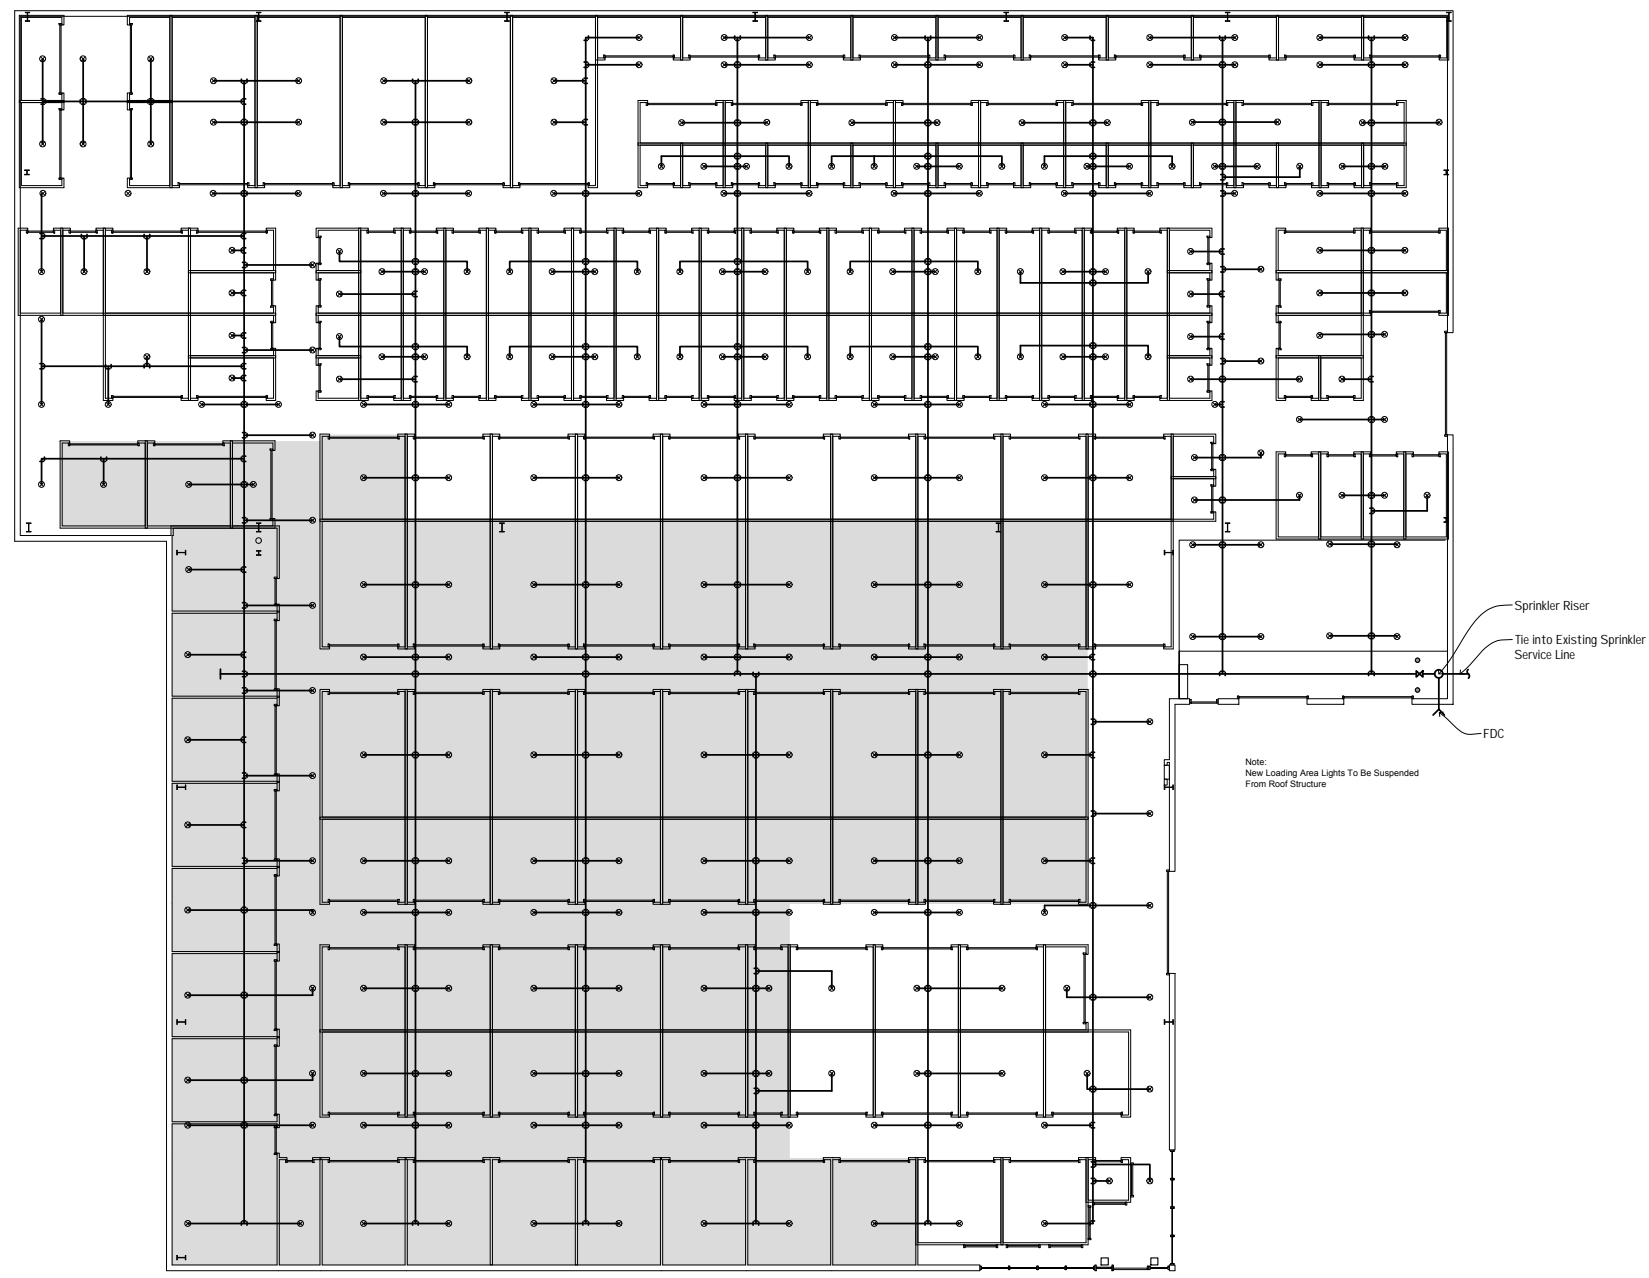 Sprinkler Riser
Tie into Existing Sprinkler
Service Line
FDC
Note:
New Loading Area Lights To Be Suspended
From Roof Structure